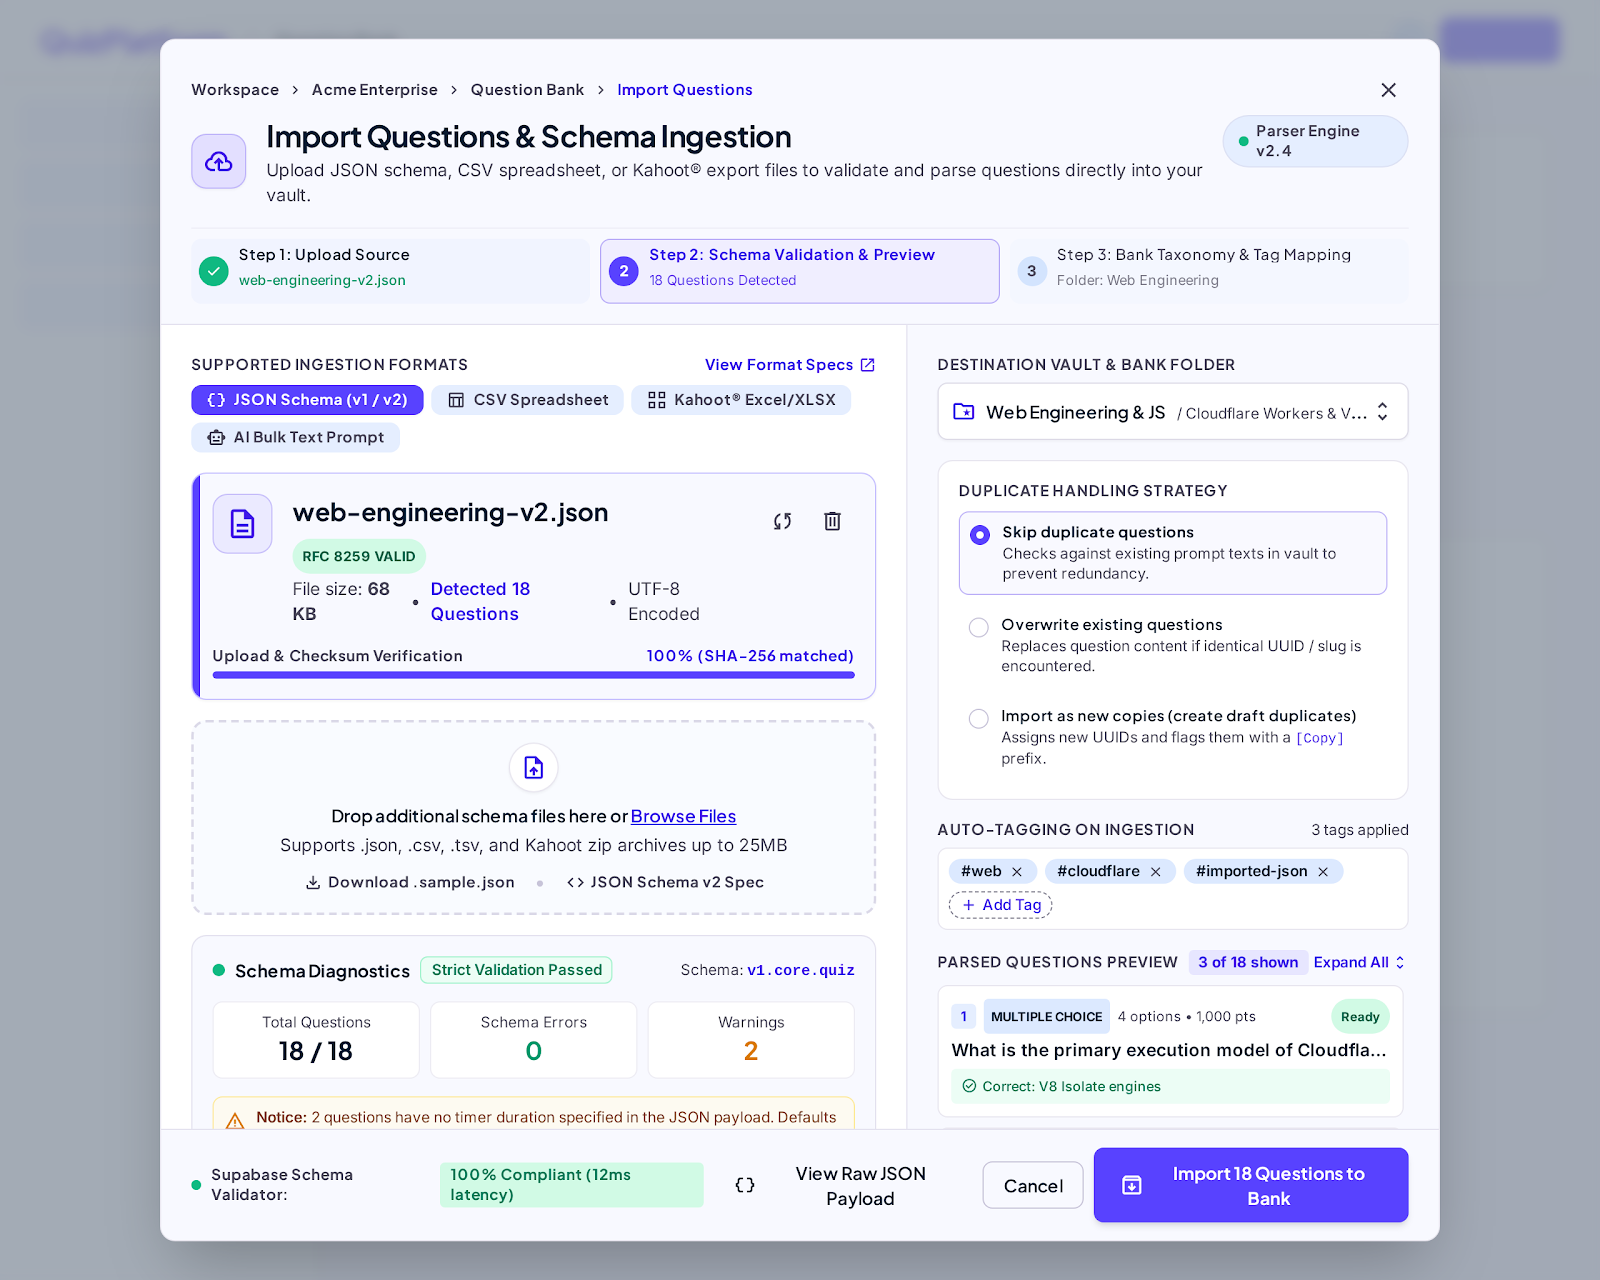 Workspace > Acme Enterprise > Question Bank > Import Questions
Import Questions & Schema Ingestion
Upload JSON schema, CSV spreadsheet, or Kahoot® export files to validate and parse questions directly into your
vault.
Parser Engine
v2.4
Step 1: Upload Source
web-engineering-v2.json
2
Step 2: Schema Validation & Preview
18 Questions Detected
3
Step 3: Bank Taxonomy & Tag Mapping
Folder: Web Engineering
SUPPORTED INGESTION FORMATS
View Format Specs
{} JSON Schema (v1 / v2)
CSV Spreadsheet
Kahoot® Excel/XLSX
AI Bulk Text Prompt
web-engineering-v2.json
RFC 8259 VALID
File size: 68
KB
•
Detected 18
Questions
•
UTF-8
Encoded
Upload & Checksum Verification
100% (SHA-256 matched)
Drop additional schema files here or Browse Files
Supports .json, .csv, .tsv, and Kahoot zip archives up to 25MB
Download .sample.json
<> JSON Schema v2 Spec
Schema Diagnostics
Strict Validation Passed
Schema: v1.core.quiz
Total Questions
18 / 18
Schema Errors
0
Warnings
2
Notice: 2 questions have no timer duration specified in the JSON payload. Defaults
DESTINATION VAULT & BANK FOLDER
Web Engineering & JS / Cloudflare Workers & V...
DUPLICATE HANDLING STRATEGY
Skip duplicate questions
Checks against existing prompt texts in vault to
prevent redundancy.
Overwrite existing questions
Replaces question content if identical UUID / slug is
encountered.
Import as new copies (create draft duplicates)
Assigns new UUIDs and flags them with a [Copy]
prefix.
AUTO-TAGGING ON INGESTION
3 tags applied
#web ×
#cloudflare ×
#imported-json ×
+ Add Tag
PARSED QUESTIONS PREVIEW
3 of 18 shown
Expand All
1
MULTIPLE CHOICE
4 options • 1,000 pts
Ready
What is the primary execution model of Cloudfla...
Correct: V8 Isolate engines
Supabase Schema
Validator:
100% Compliant (12ms
latency)
{}
View Raw JSON
Payload
Cancel
Import 18 Questions to
Bank